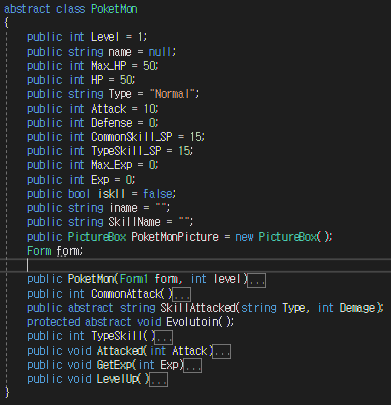 abstract class PoketMon
{
public int Level = 1;
public string name = null;
public int Max_HP = 50;
public int HP = 50;
public string Type = "Normal";
public int Attack = 10;
public int Defense = 0;
public int CommonSkill_SP = 15;
public int TypeSkill_SP = 15;
public int Max_Exp = 0;
public int Exp = 0;
public bool iskll = false;
public string iname = "";
public string SkillName = "";
public PictureBox PoketMonPicture = new PictureBox();
Form form;
public PoketMon(Form1 form, int level)...
public int CommonAttack()...
public abstract string SkillAttacked(string Type, int Demage);
protected abstract void Evolutoin();
public int TypeSkill()...
public void Attacked(int Attack)...
public void GetExp(int Exp)...
public void LevelUp()...
}